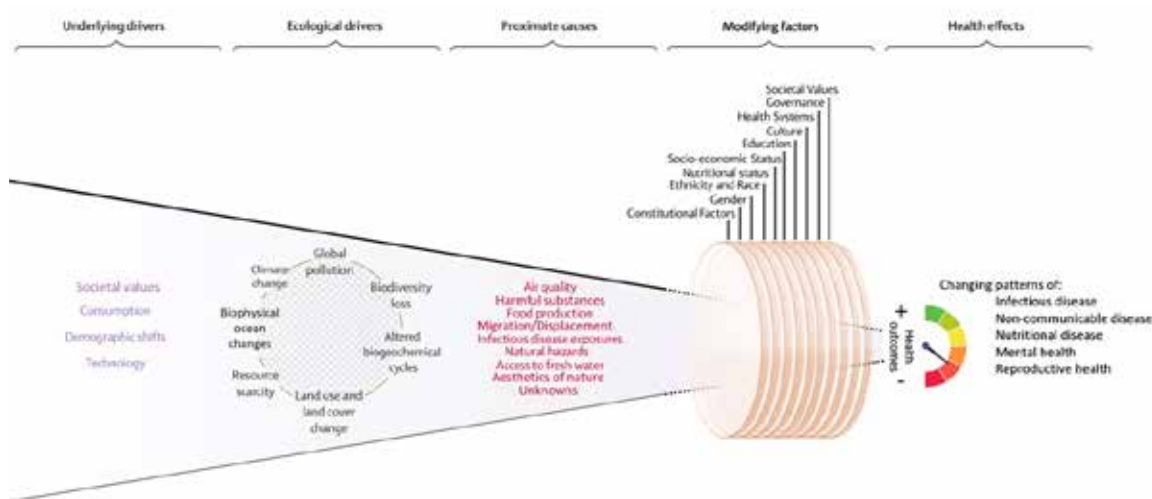 Underlying drivers
Ecological drivers
Proximate causes
Modifying factors
Health effects
Societal values
Consumption
Demographic shifts
Technology
Global
pollution
Climate
change
Biodiversity
loss
Biophysical
ocean
changes
Altered
biogeochemical
cycles
Resource
scarcity
Land use and
land cover
change
Air quality
Harmful substances
Food production
Migration/Displacement
Infectious disease exposures
Natural hazards
Access to fresh water
Aesthetics of nature
Unknowns
Societal Values
Governance
Health Systems
Culture
Education
Socio-economic Status
Nutritional status
Ethnicity and Race
Gender
Constitutional Factors
+
Health
outcomes
-
Changing patterns of:
Infectious disease
Non-communicable disease
Nutritional disease
Mental health
Reproductive health